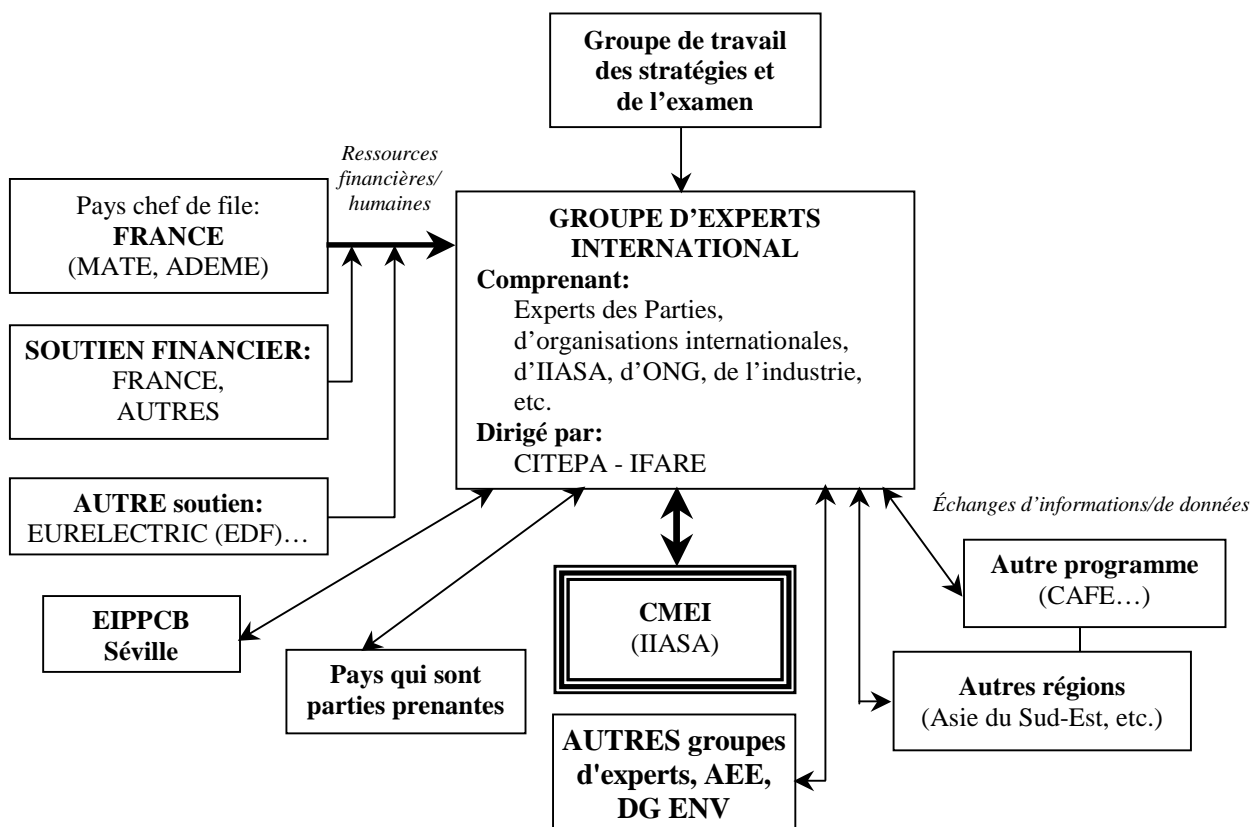 Groupe de travail
des stratégies et
de l’examen
Ressources
financières/
humaines
Pays chef de file:
FRANCE
(MATE, ADEME)
GROUPE D’EXPERTS
INTERNATIONAL
Comprenant:
Experts des Parties,
d’organisations internationales,
d’IIASA, d’ONG, de l’industrie,
etc.
Dirigé par:
CITEPA - IFARE
SOUTIEN FINANCIER:
FRANCE,
AUTRES
AUTRE soutien:
EURELECTRIC (EDF)…
Échanges d’informations/de données
EIPPCB
Séville
Pays qui sont
parties prenantes
CMEI
(IIASA)
Autre programme
(CAFE…)
Autres régions
(Asie du Sud-Est, etc.)
AUTRES groupes
d'experts, AEE,
DG ENV